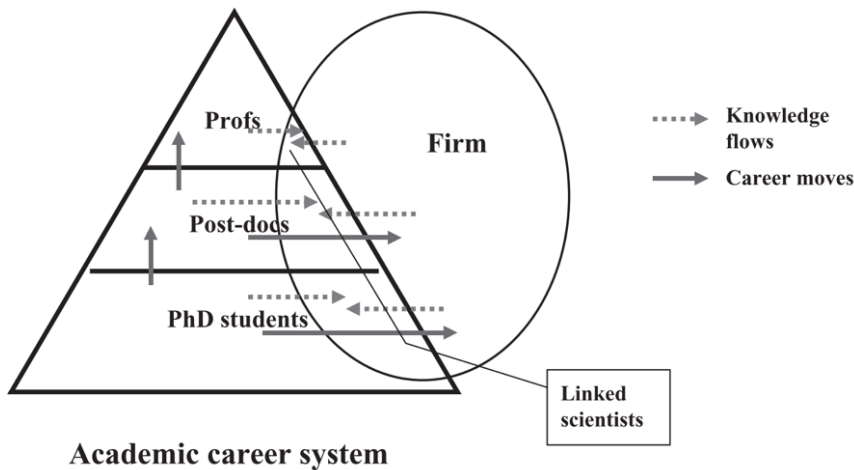 Profs
Firm
Knowledge
flows
Career moves
Post-docs
PhD students
Linked
scientists
Academic career system